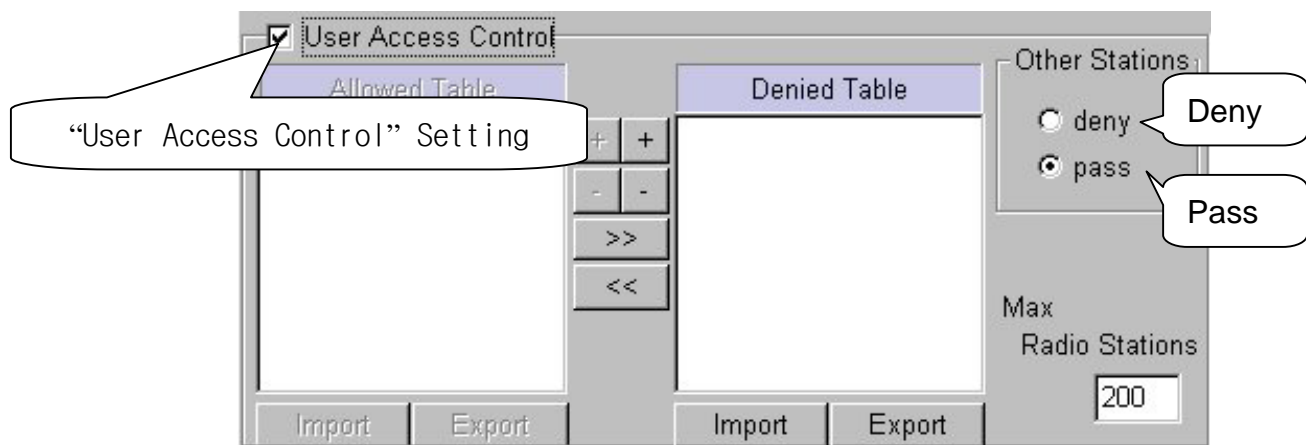 User Access Control
Allowed Table
Denied Table
Other Stations
deny
pass
Deny
Pass
“User Access Control” Setting
+ +
- -
>>
<<
Max
Radio Stations
200
Import Export
Import Export